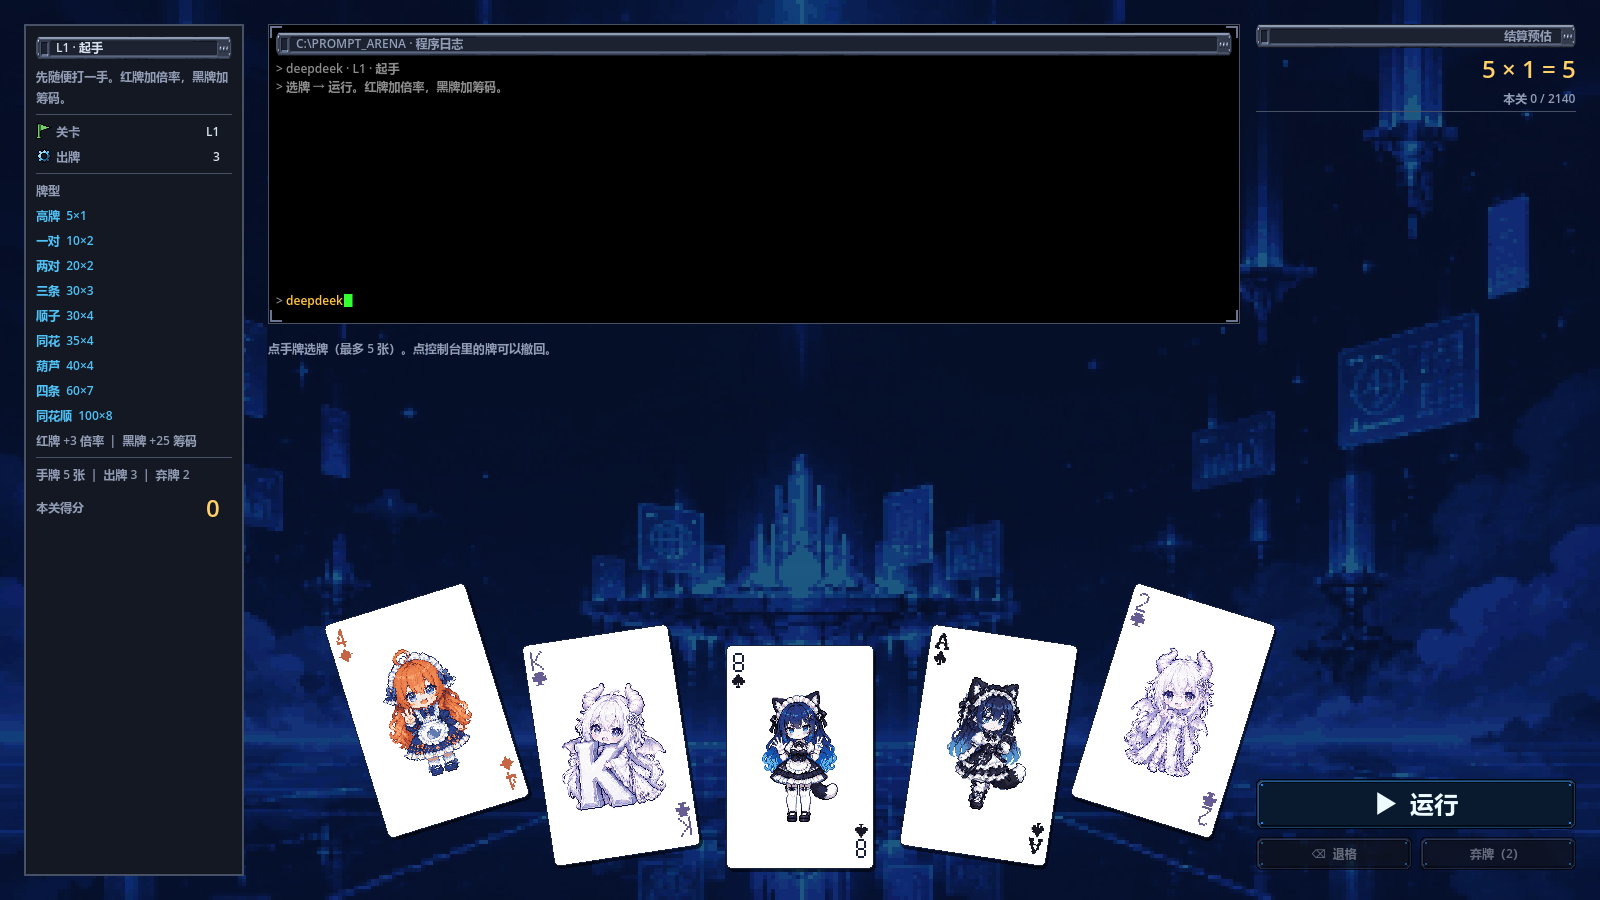 L1 · 起手
先随便打一手。红牌加倍率，黑牌加
筹码。
关卡 L1
出牌 3
牌型
高牌 5×1
一对 10×2
两对 20×2
三条 30×3
顺子 30×4
同花 35×4
葫芦 40×4
四条 60×7
同花顺 100×8
红牌 +3 倍率 | 黑牌 +25 筹码
手牌 5 张 | 出牌 3 | 弃牌 2
本关得分 0
C:\PROMPT_ARENA · 程序日志
> deepdeek · L1 · 起手
> 选牌 → 运行。红牌加倍率，黑牌加筹码。
> deepdeek
点手牌选牌（最多 5 张）。点控制台里的牌可以撤回。
结算预估
5 × 1 = 5
本关 0 / 2140
4
4
K
K
K
8
8
A
A
2
2
运行
退格
弃牌（2）